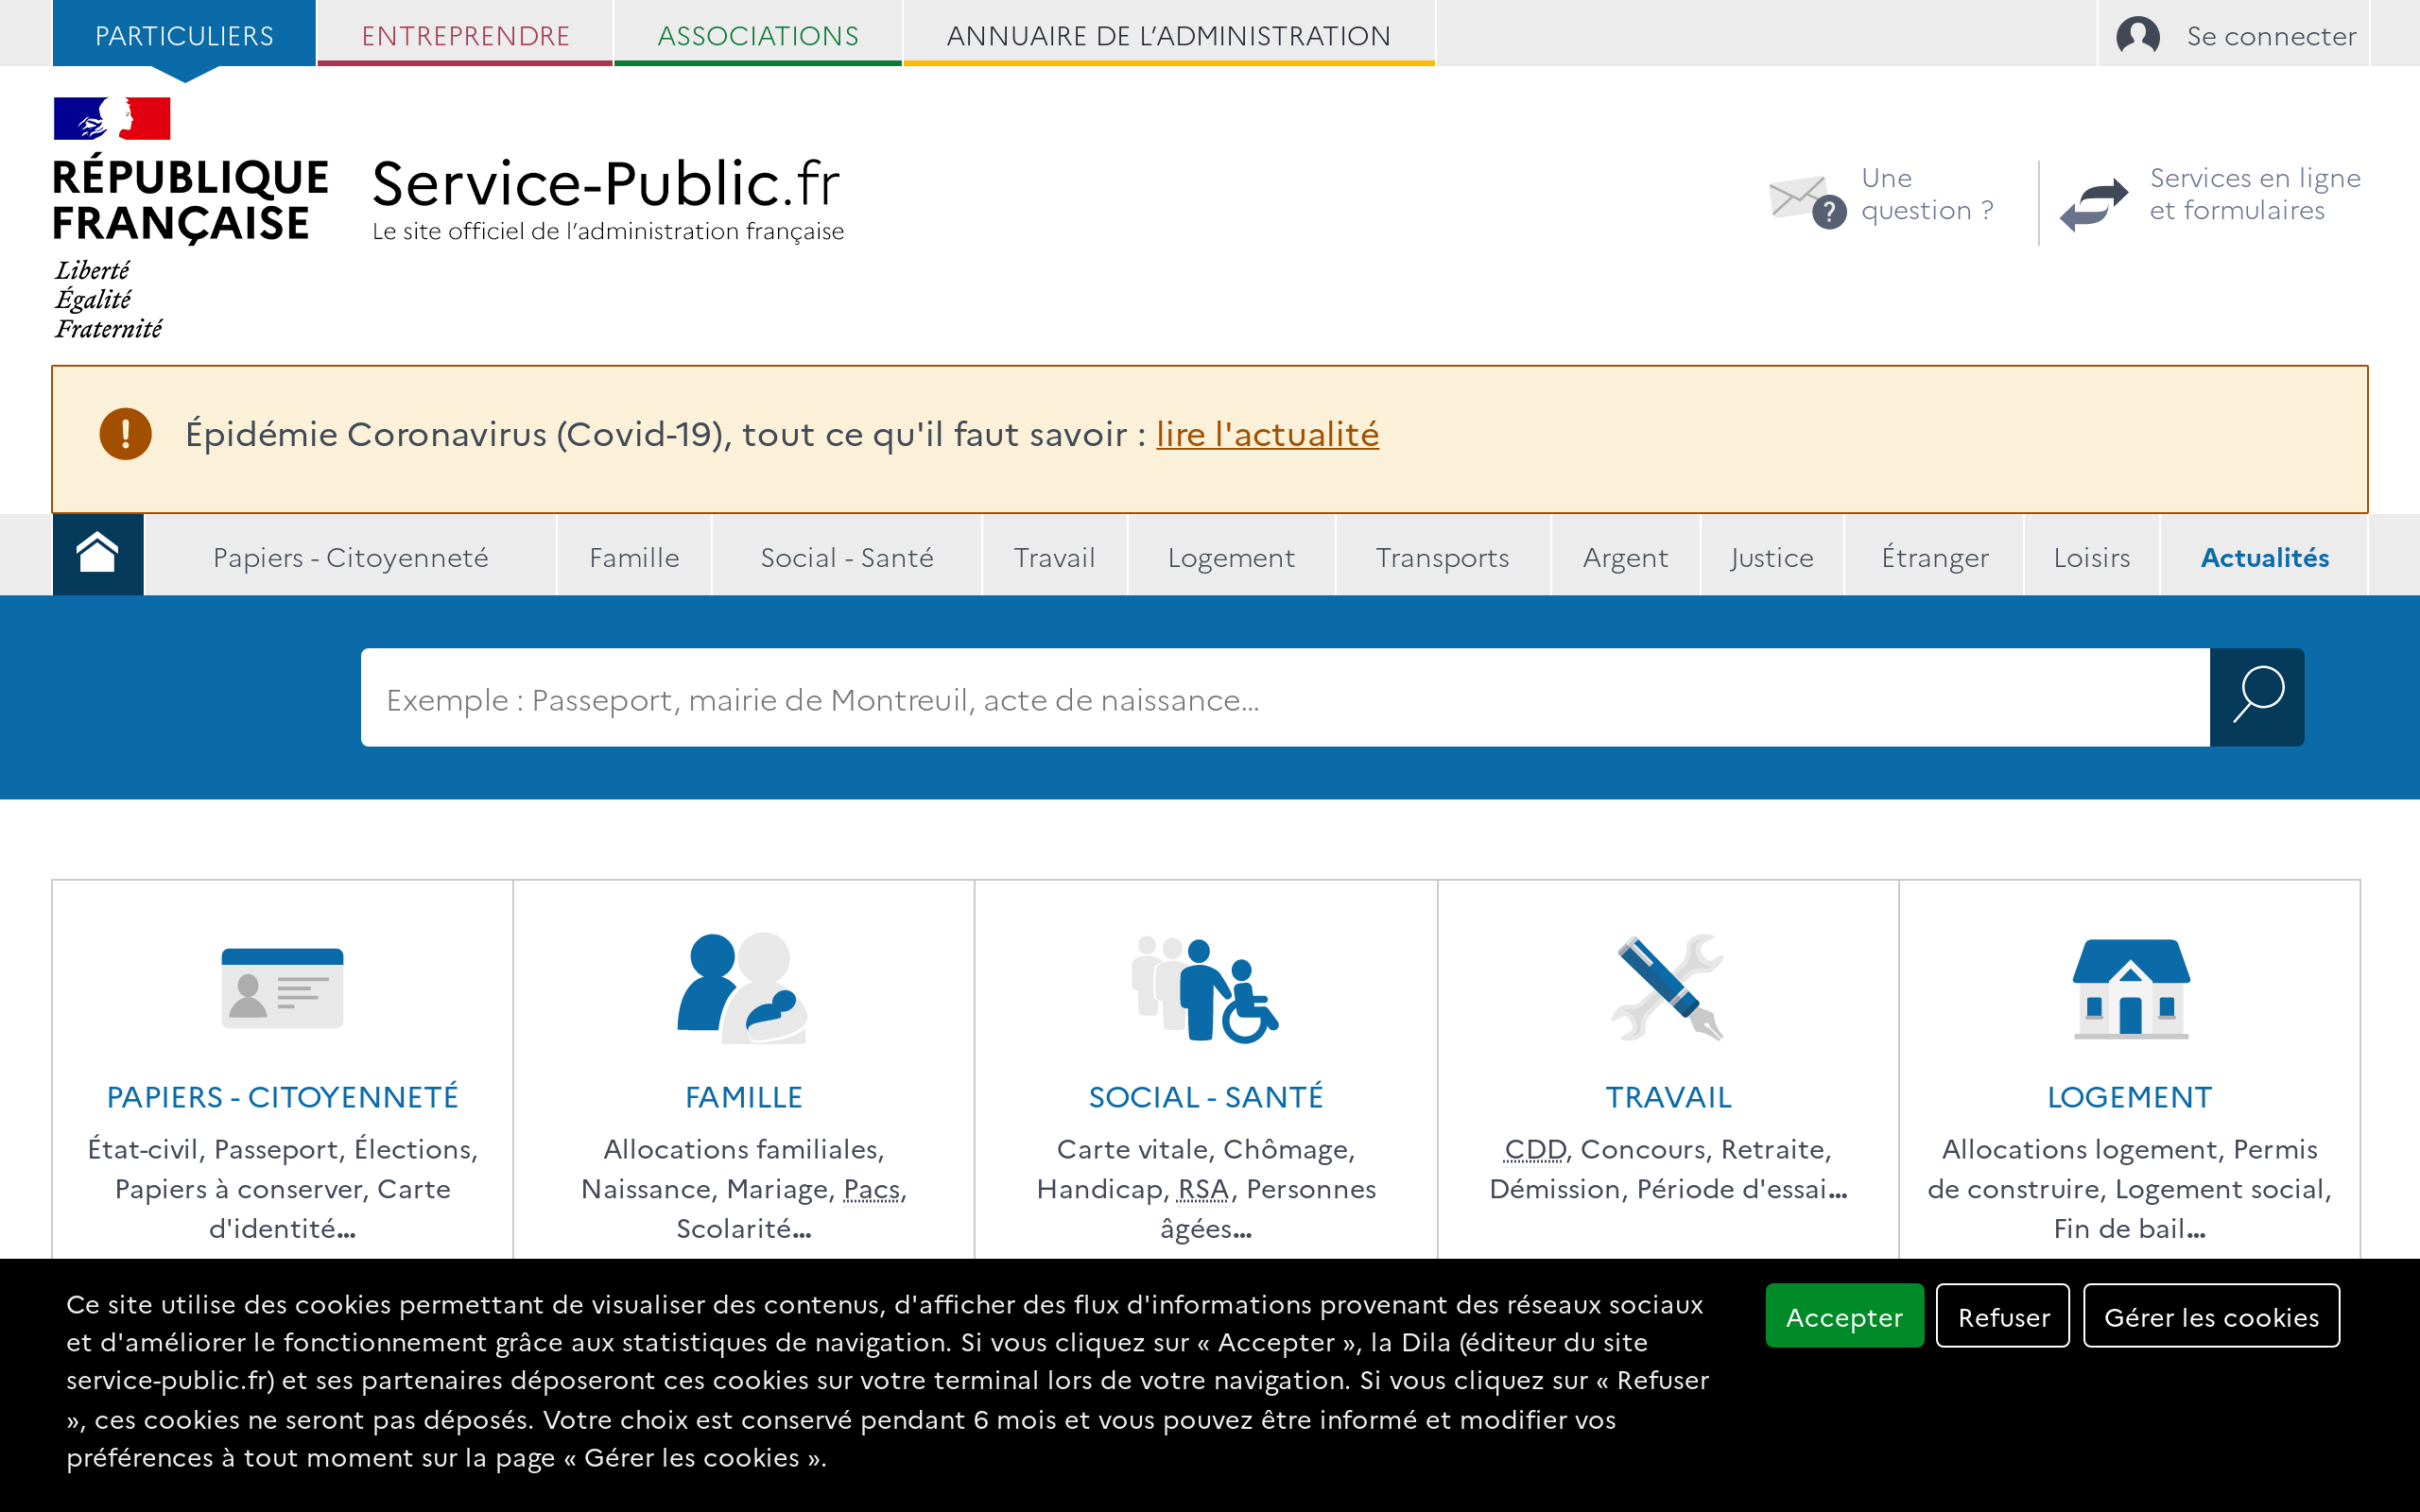 PARTICULIERS
ENTREPRENDRE
ASSOCIATIONS
ANNUAIRE DE L’ADMINISTRATION
Se connecter
RÉPUBLIQUE
FRANÇAISE
Liberté
Égalité
Fraternité
Service-Public.fr
Le site officiel de l’administration française
Une
question ?
Services en ligne
et formulaires
Épidémie Coronavirus (Covid-19), tout ce qu'il faut savoir : lire l'actualité
Papiers - Citoyenneté
Famille
Social - Santé
Travail
Logement
Transports
Argent
Justice
Étranger
Loisirs
Actualités
Exemple : Passeport, mairie de Montreuil, acte de naissance...
PAPIERS - CITOYENNETÉ
État-civil, Passeport, Élections,
Papiers à conserver, Carte
d'identité...
FAMILLE
Allocations familiales,
Naissance, Mariage, Pacs,
Scolarité...
SOCIAL - SANTÉ
Carte vitale, Chômage,
Handicap, RSA, Personnes
âgées...
TRAVAIL
CDD, Concours, Retraite,
Démission, Période d'essai...
LOGEMENT
Allocations logement, Permis
de construire, Logement social,
Fin de bail...
Ce site utilise des cookies permettant de visualiser des contenus, d'afficher des flux d'informations provenant des réseaux sociaux
et d'améliorer le fonctionnement grâce aux statistiques de navigation. Si vous cliquez sur « Accepter », la Dila (éditeur du site
service-public.fr) et ses partenaires déposeront ces cookies sur votre terminal lors de votre navigation. Si vous cliquez sur « Refuser
», ces cookies ne seront pas déposés. Votre choix est conservé pendant 6 mois et vous pouvez être informé et modifier vos
préférences à tout moment sur la page « Gérer les cookies ».
Accepter
Refuser
Gérer les cookies